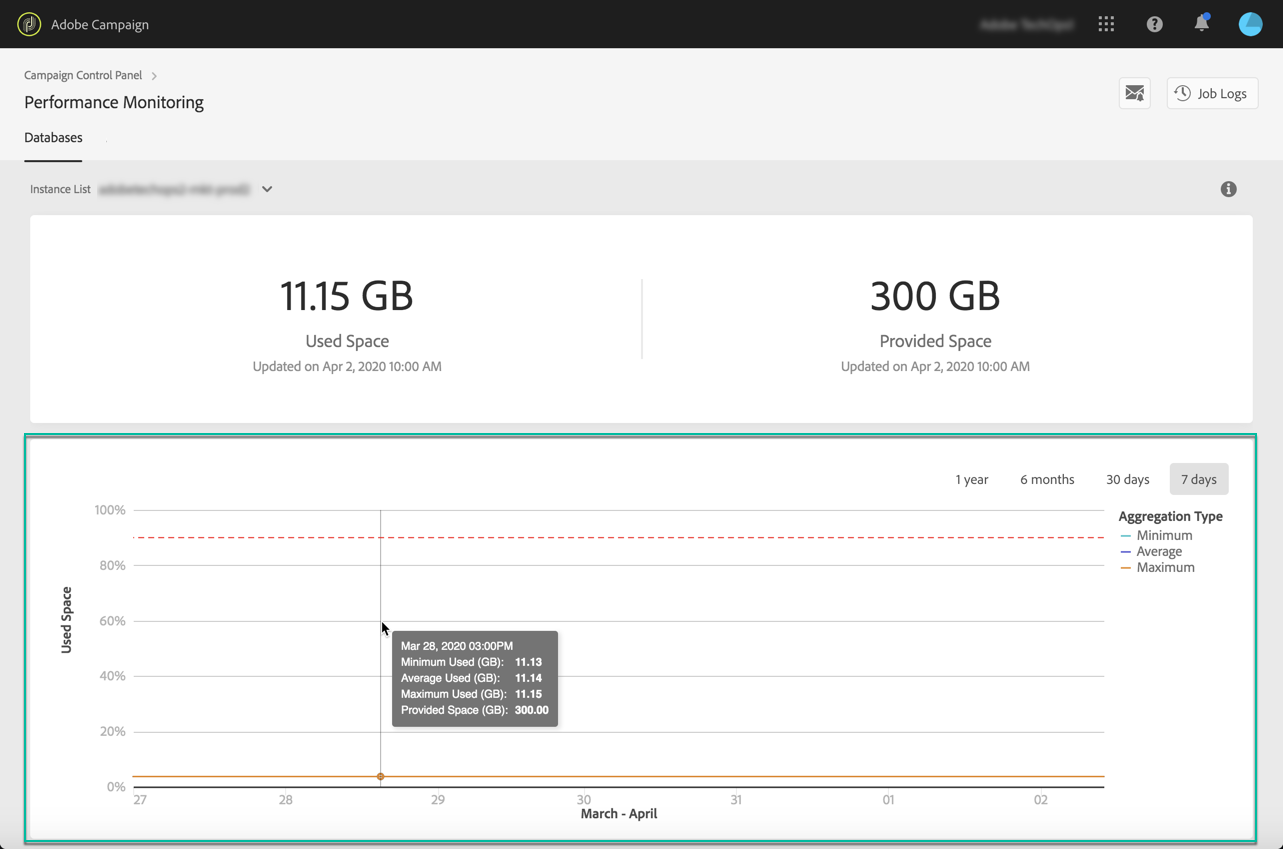 Adobe Campaign
Campaign Control Panel
Performance Monitoring
Job Logs
Databases
Instance List
11.15 GB
Used Space
Updated on Apr 2, 2020 10:00 AM
300 GB
Provided Space
Updated on Apr 2, 2020 10:00 AM
1 year 6 months 30 days 7 days
Aggregation Type
Minimum
Average
Maximum
Used Space
100%
80%
60%
40%
20%
0%
Mar 28, 2020 03:00PM
Minimum Used (GB): 11.13
Average Used (GB): 11.14
Maximum Used (GB): 11.15
Provided Space (GB): 300.00
27 28 29 30 31 01 02
March - April